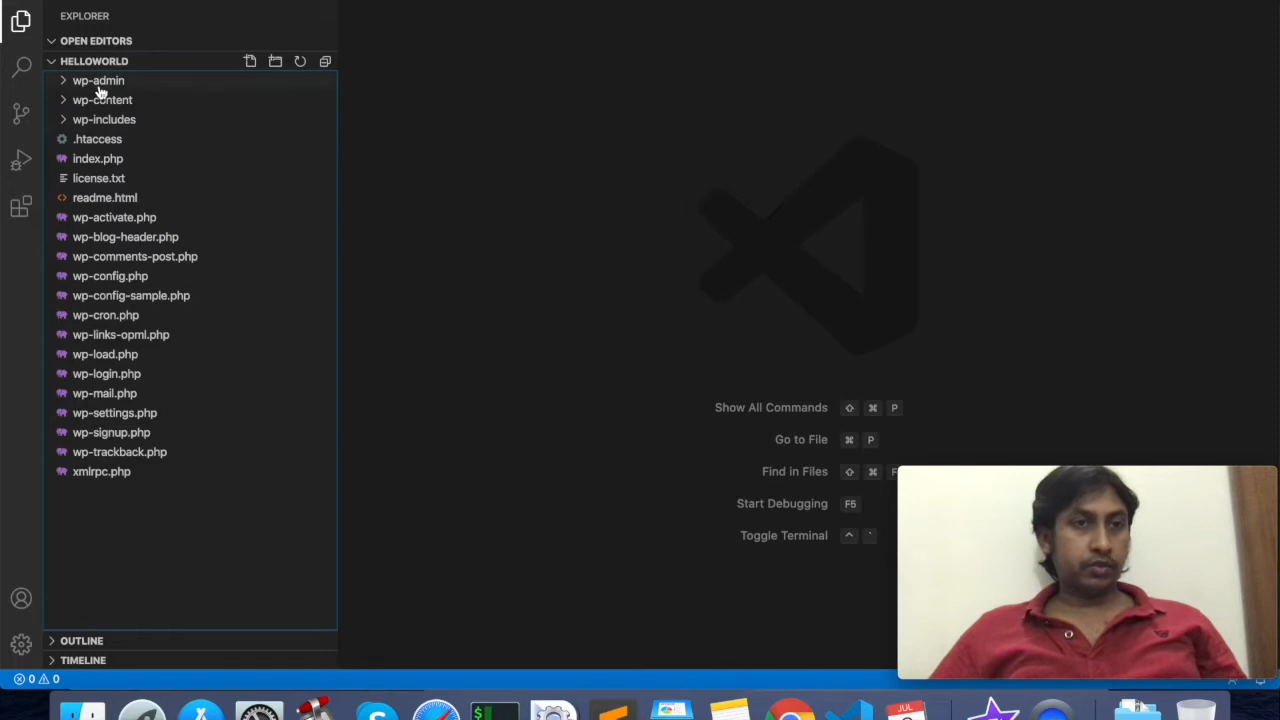 EXPLORER
OPEN EDITORS
HELLOWORLD
wp-admin
wp-content
wp-includes
.htaccess
index.php
license.txt
readme.html
wp-activate.php
wp-blog-header.php
wp-comments-post.php
wp-config.php
wp-config-sample.php
wp-cron.php
wp-links-opml.php
wp-load.php
wp-login.php
wp-mail.php
wp-settings.php
wp-signup.php
wp-trackback.php
xmlrpc.php
OUTLINE
TIMELINE
0 0
Show All Commands ⇧ ⌘ P
Go to File ⌘ P
Find in Files ⇧ ⌘ F
Start Debugging F5
Toggle Terminal ^ `
JUL